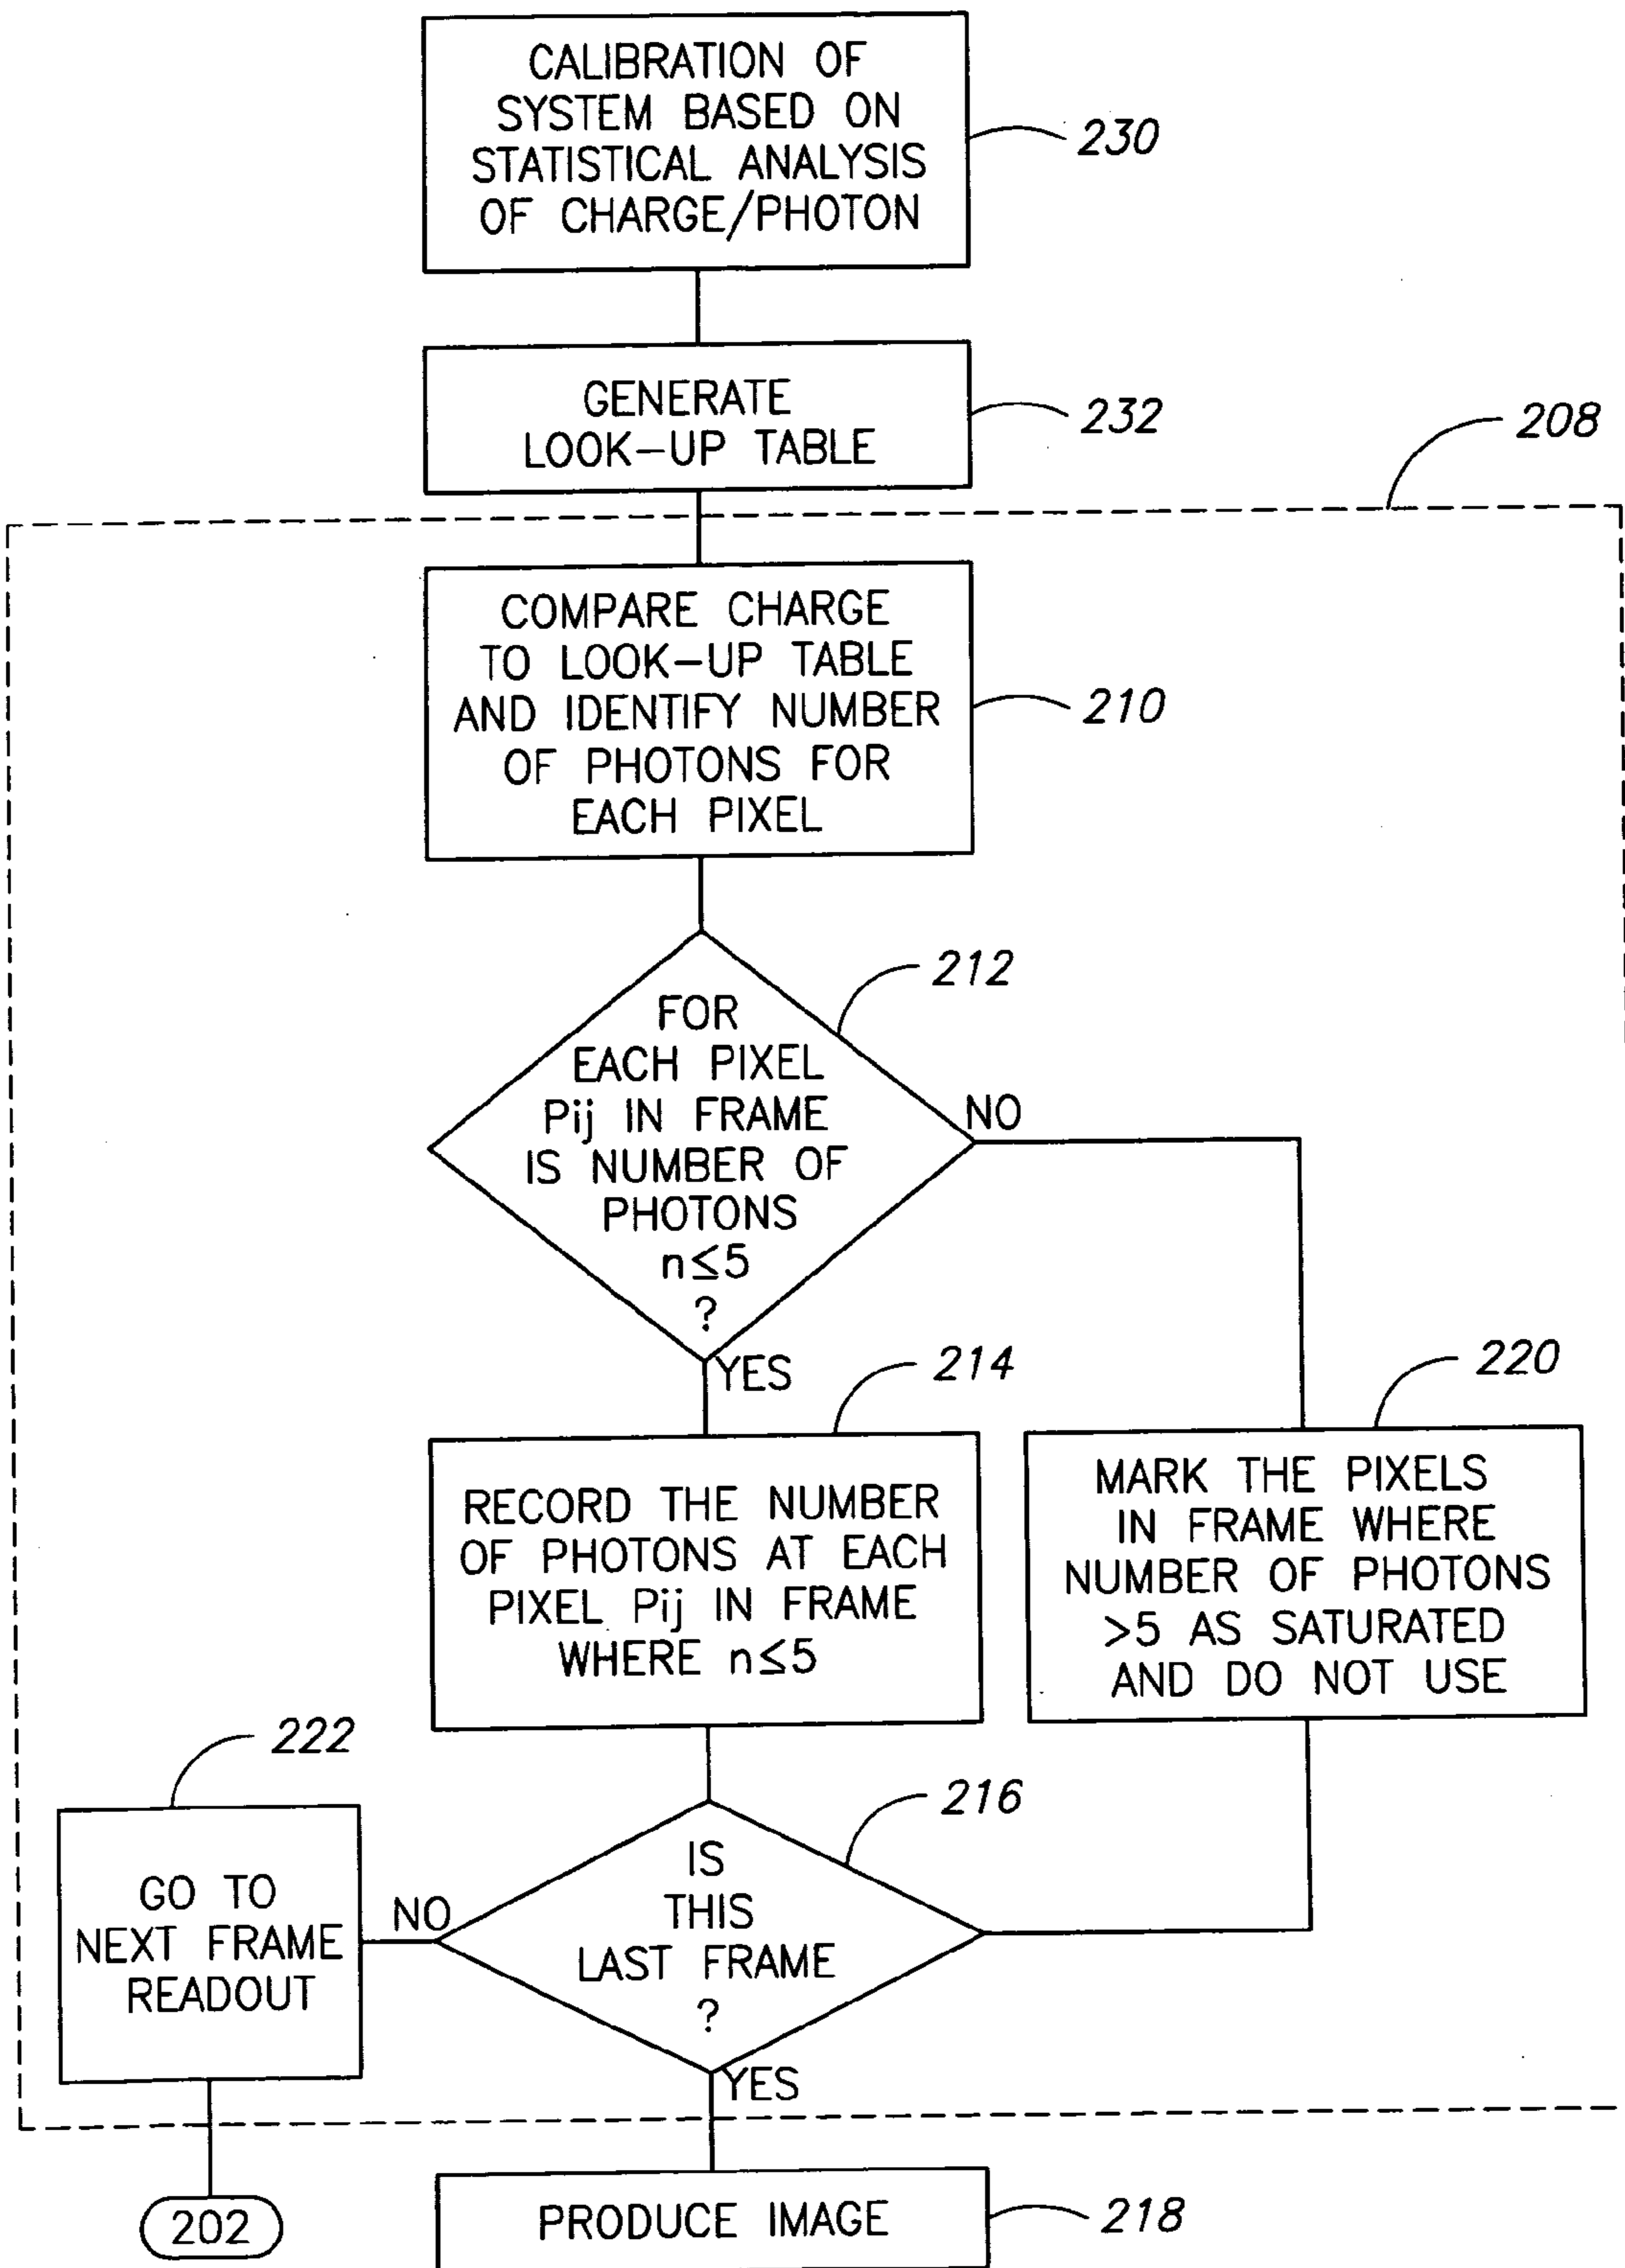 CALIBRATION OF
SYSTEM BASED ON
STATISTICAL ANALYSIS
OF CHARGE/PHOTON
230
GENERATE
LOOK-UP TABLE
232
208
COMPARE CHARGE
TO LOOK-UP TABLE
AND IDENTIFY NUMBER
OF PHOTONS FOR
EACH PIXEL
210
212
FOR
EACH PIXEL
Pij IN FRAME
IS NUMBER OF
PHOTONS
n≤5
?
NO
YES
214
RECORD THE NUMBER
OF PHOTONS AT EACH
PIXEL Pij IN FRAME
WHERE n≤5
220
MARK THE PIXELS
IN FRAME WHERE
NUMBER OF PHOTONS
>5 AS SATURATED
AND DO NOT USE
222
GO TO
NEXT FRAME
READOUT
NO
216
IS
THIS
LAST FRAME
?
YES
202
PRODUCE IMAGE
218